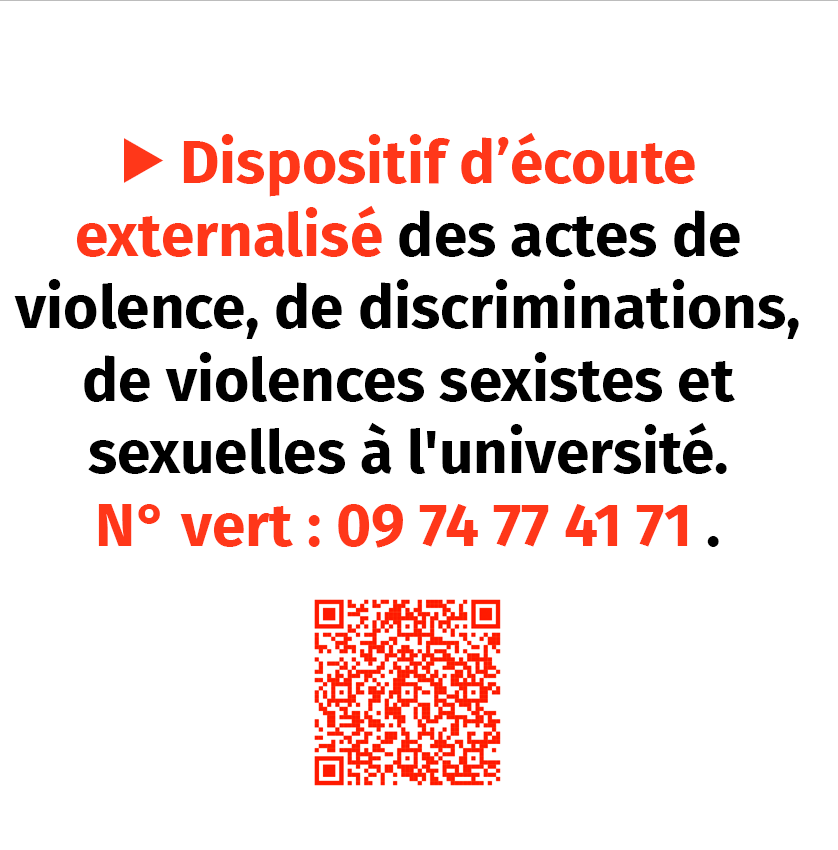 ▶ Dispositif d’écoute
externalisé des actes de
violence, de discriminations,
de violences sexistes et
sexuelles à l'université.
N° vert : 09 74 77 41 71 .